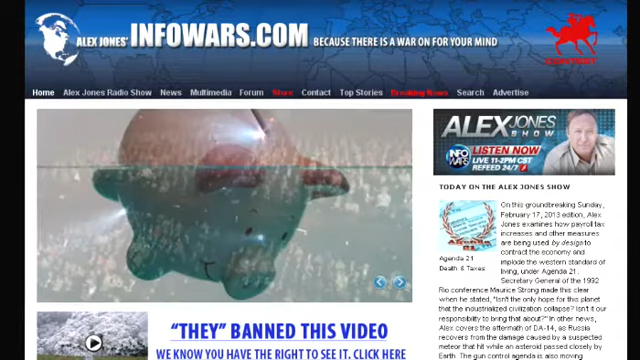 ALEX JONES' INFOWARS.COM BECAUSE THERE IS A WAR ON FOR YOUR MIND
Home Alex Jones Radio Show News Multimedia Forum Store Contact Top Stories Breaking News Search Advertise
ALEX JONES
SHOW
INFO
WARS
LISTEN NOW
LIVE 11-2PM CST
REFEED 24/7
TODAY ON THE ALEX JONES SHOW
Agenda
21
Agenda 21
Death & Taxes
On this groundbreaking Sunday,
February 17, 2013 edition, Alex
Jones examines how payroll tax
increases and other measures
are being used by design to
contract the economy and
implode the western standard of
living, under Agenda 21.
Secretary General of the 1992
Rio conference Maurice Strong made this clear
when he stated, "Isn't the only hope for this planet
that the industrialized civilization collapse? Isn't it our
responsibility to bring that about?" In other news,
Alex covers the aftermath of DA-14, as Russia
recovers from the damage caused by a suspected
meteor that hit while an asteroid passed closely by
Earth. The gun control agenda is also moving
"THEY" BANNED THIS VIDEO
WE KNOW YOU HAVE THE RIGHT TO SEE IT. CLICK HERE